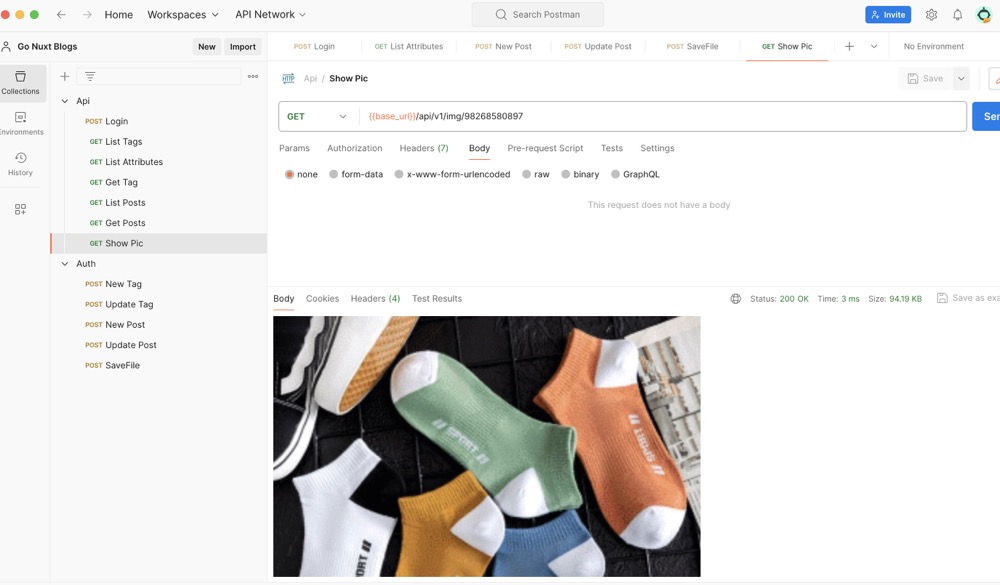 Home Workspaces API Network Search Postman Invite
Go Nuxt Blogs New Import
POST Login GET List Attributes POST New Post POST Update Post POST SaveFile GET Show Pic No Environment
Collections
Environments
History
Api
POST Login
GET List Tags
GET List Attributes
GET Get Tag
GET List Posts
GET Get Posts
GET Show Pic
Auth
POST New Tag
POST Update Tag
POST New Post
POST Update Post
POST SaveFile
HTTP Api / Show Pic Save
GET {{base_url}}/api/v1/img/98268580897
Params Authorization Headers (7) Body Pre-request Script Tests Settings
none form-data x-www-form-urlencoded raw binary GraphQL
This request does not have a body
Body Cookies Headers (4) Test Results Status: 200 OK Time: 3 ms Size: 94.19 KB Save as
SPORT
SPORT